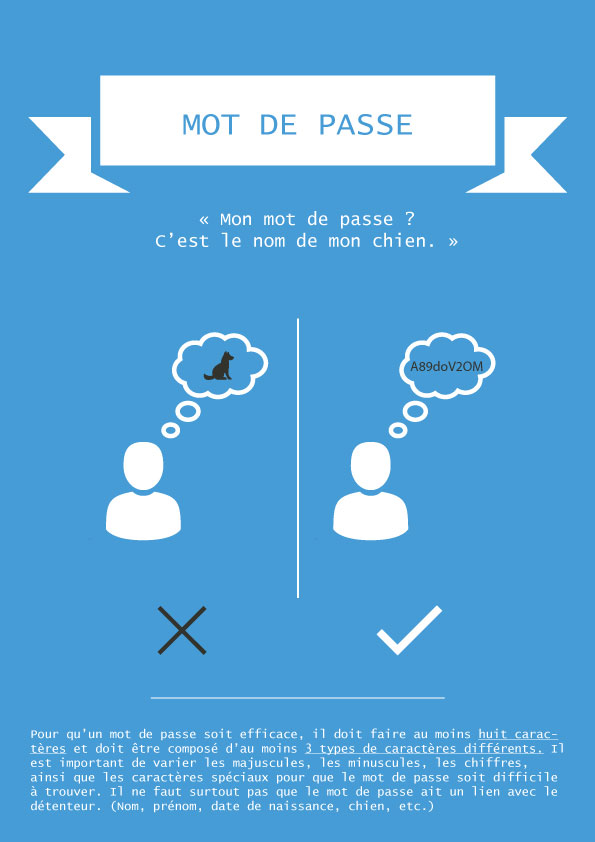 MOT DE PASSE
« Mon mot de passe ?
C'est le nom de mon chien. »
A89doV2OM
Pour qu'un mot de passe soit efficace, il doit faire au moins huit carac-
tères et doit être composé d'au moins 3 types de caractères différents. Il
est important de varier les majuscules, les minuscules, les chiffres,
ainsi que les caractères spéciaux pour que le mot de passe soit difficile
à trouver. Il ne faut surtout pas que le mot de passe ait un lien avec le
détenteur. (Nom, prénom, date de naissance, chien, etc.)